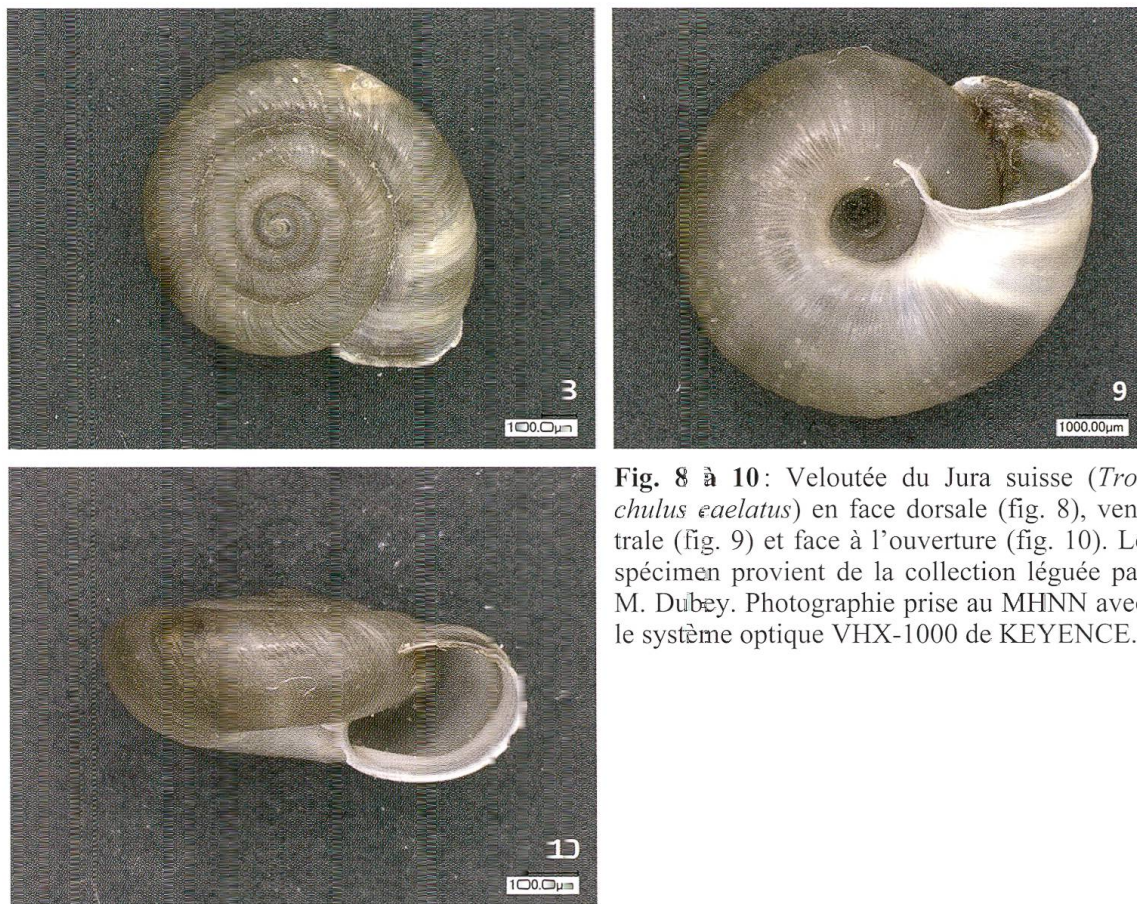 3
100.0µm
9
1000.00µm
10
100.0µm
Fig. 8 à 10: Veloutée du Jura suisse (Tro
chulus caelatus) en face dorsale (fig. 8), ven
trale (fig. 9) et face à l'ouverture (fig. 10). Le
spécimen provient de la collection léguée pa
M. Dubey. Photographie prise au MHNN avec
le système optique VHX-1000 de KEYENCE.